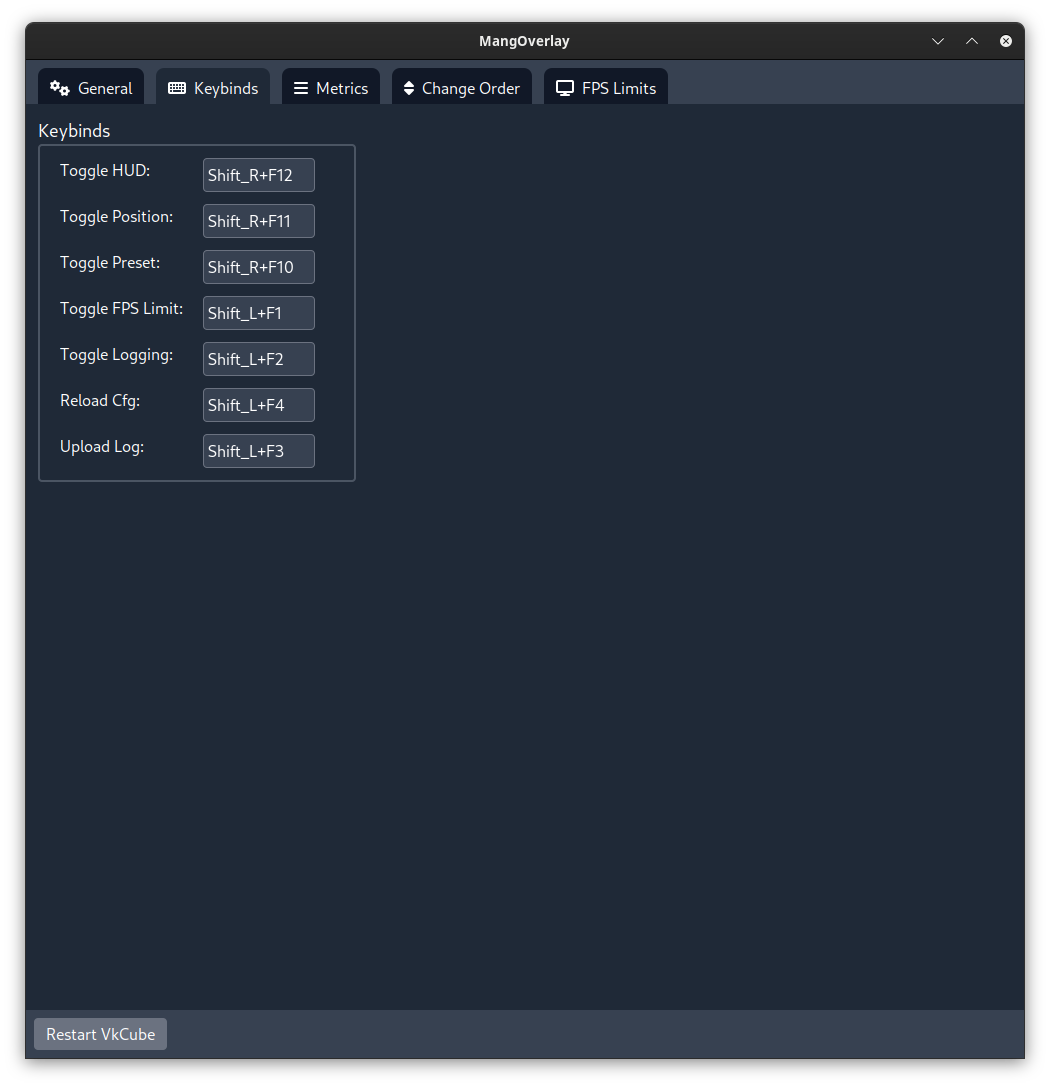 MangOverlay
General Keybinds Metrics Change Order FPS Limits
Keybinds
Toggle HUD: Shift_R+F12
Toggle Position: Shift_R+F11
Toggle Preset: Shift_R+F10
Toggle FPS Limit: Shift_L+F1
Toggle Logging: Shift_L+F2
Reload Cfg: Shift_L+F4
Upload Log: Shift_L+F3
Restart VkCube